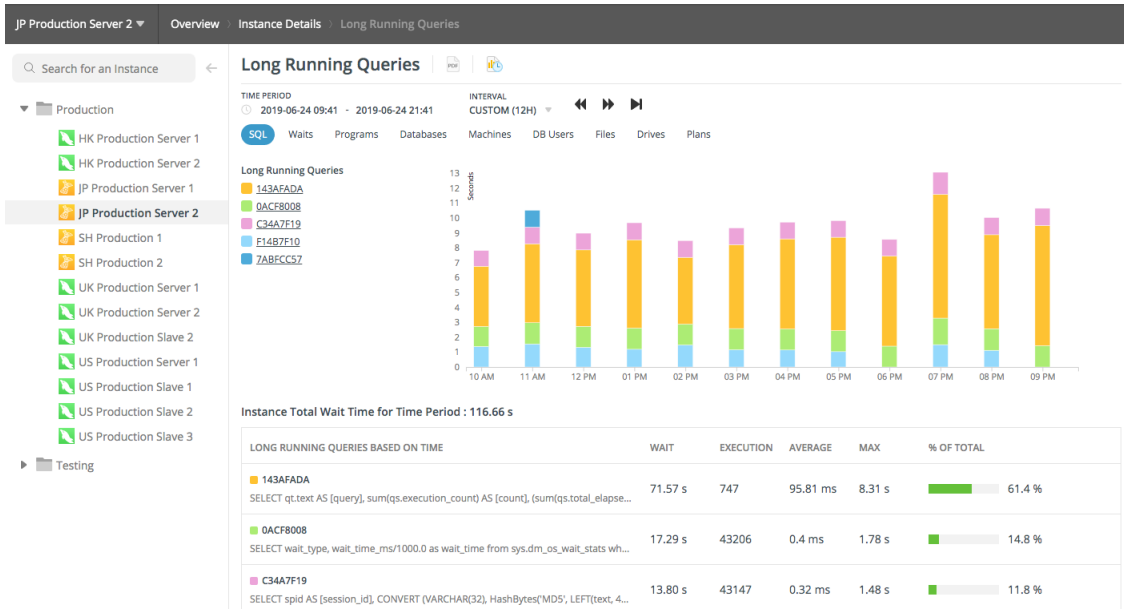 JP Production Server 2 Overview Instance Details Long Running Queries
Search for an Instance
Production
HK Production Server 1
HK Production Server 2
JP Production Server 1
JP Production Server 2
SH Production 1
SH Production 2
UK Production Server 1
UK Production Server 2
UK Production Slave 2
US Production Server 1
US Production Slave 1
US Production Slave 2
US Production Slave 3
Testing
Long Running Queries PDF
TIME PERIOD INTERVAL
2019-06-24 09:41 - 2019-06-24 21:41 CUSTOM (12H)
SQL Waits Programs Databases Machines DB Users Files Drives Plans
Long Running Queries
143AFADA
0ACF8008
C34A7F19
F14B7F10
7ABFCC57
Seconds
13
12
11
10
9
8
7
6
5
4
3
2
1
0
10 AM 11 AM 12 PM 01 PM 02 PM 03 PM 04 PM 05 PM 06 PM 07 PM 08 PM 09 PM
Instance Total Wait Time for Time Period : 116.66 s
LONG RUNNING QUERIES BASED ON TIME WAIT EXECUTION AVERAGE MAX % OF TOTAL
143AFADA
SELECT qt.text AS [query], sum(qs.execution_count) AS [count], (sum(qs.total_elapse... 71.57 s 747 95.81 ms 8.31 s 61.4 %
0ACF8008
SELECT wait_type, wait_time_ms/1000.0 as wait_time from sys.dm_os_wait_stats wh... 17.29 s 43206 0.4 ms 1.78 s 14.8 %
C34A7F19
SELECT spid AS [session_id], CONVERT (VARCHAR(32), HashBytes('MD5', LEFT(text, 4... 13.80 s 43147 0.32 ms 1.48 s 11.8 %